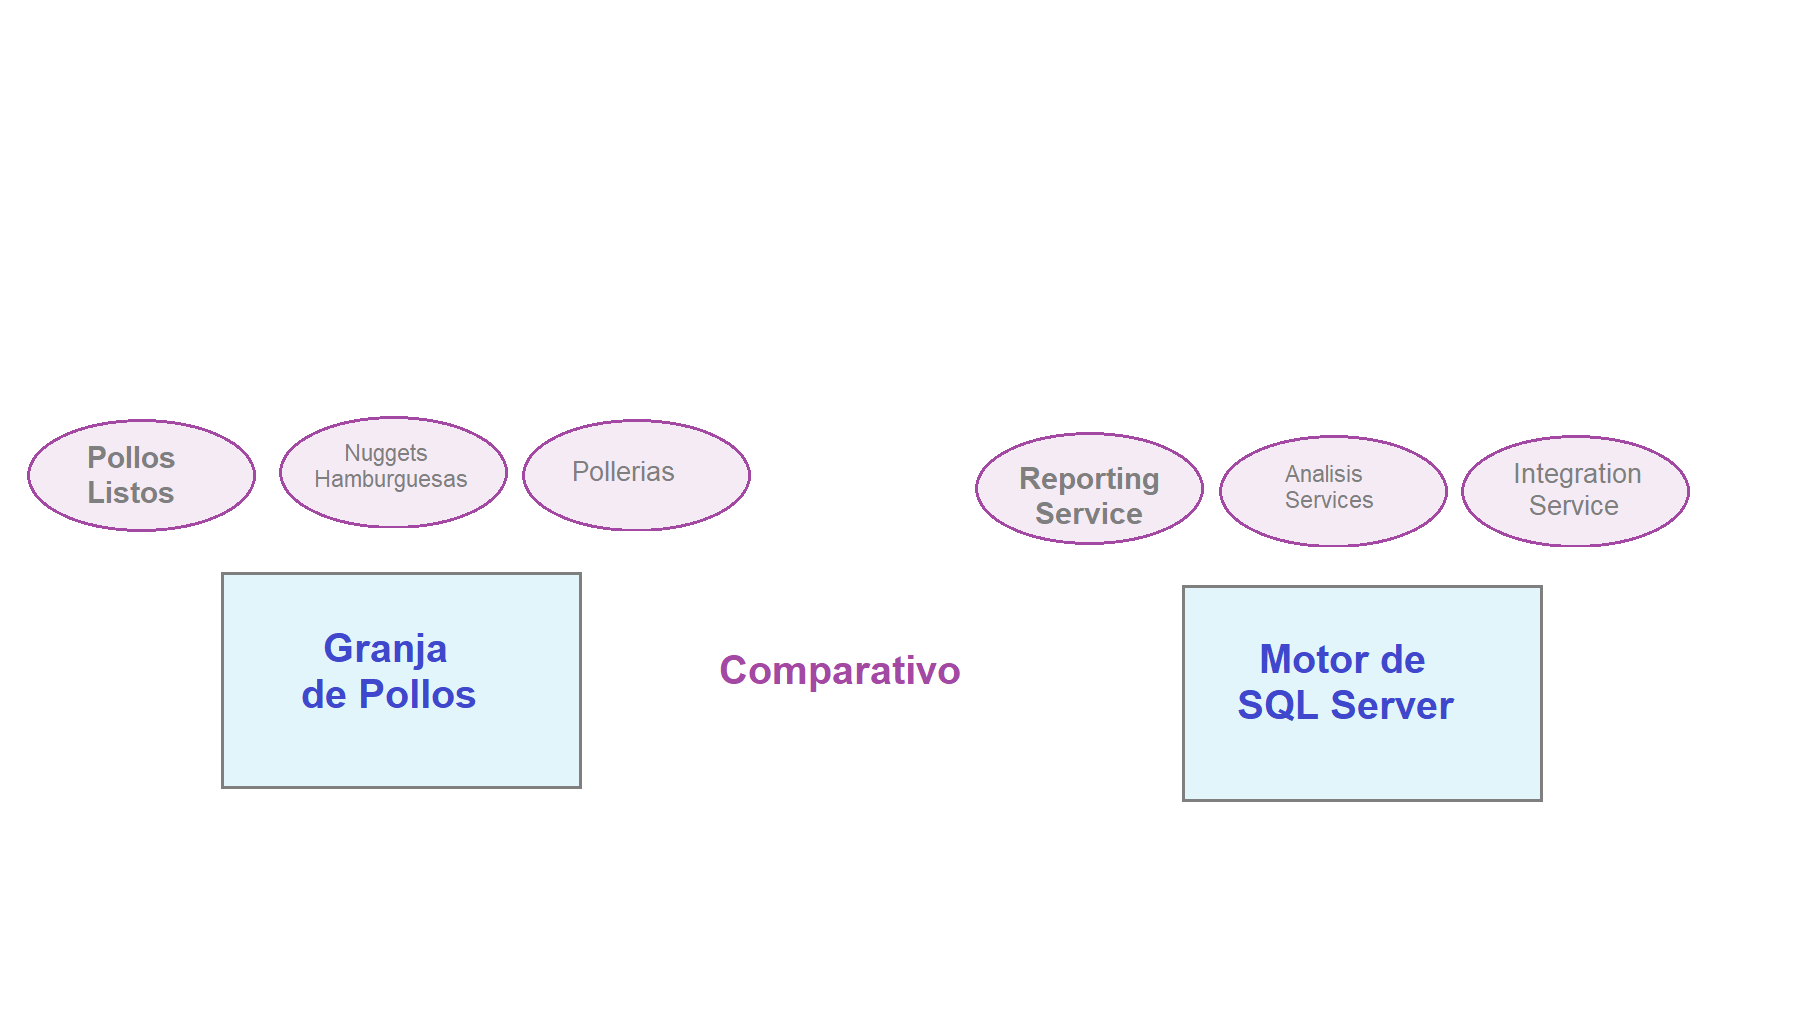 Pollos
Listos
Nuggets
Hamburguesas
Pollerias
Reporting
Service
Analisis
Services
Integration
Service
Granja
de Pollos
Comparativo
Motor de
SQL Server